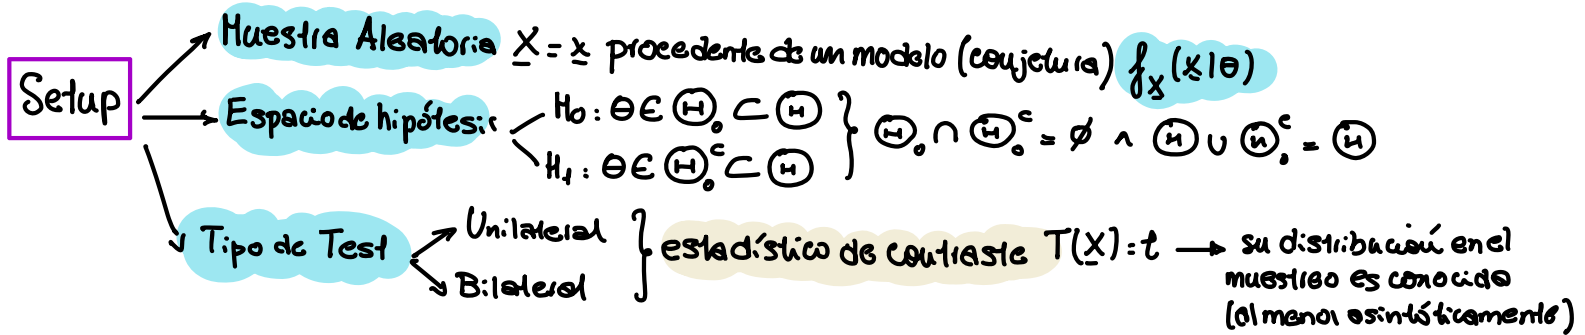 Setup
Muestra Aleatoria X = x procedente de un modelo (conjetura) f_X(x|θ)
Espacio de hipótesis
H₀: θ ∈ Θ₀ ⊂ Θ
H₁: θ ∈ Θ₀ᶜ ⊂ Θ
Θ₀ ∩ Θ₀ᶜ = ∅ ∧ Θ ∪ Θ₀ᶜ = Θ
Tipo de Test
Unilateral
Bilateral
estadístico de contraste T(X) = t → su distribución en el
muestreo es conocida
(al menos asintóticamente)